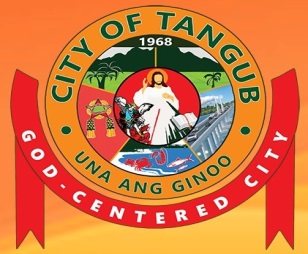 CITY OF TANGUB
1968
UNA ANG GINOO
GOD-CENTERED CITY